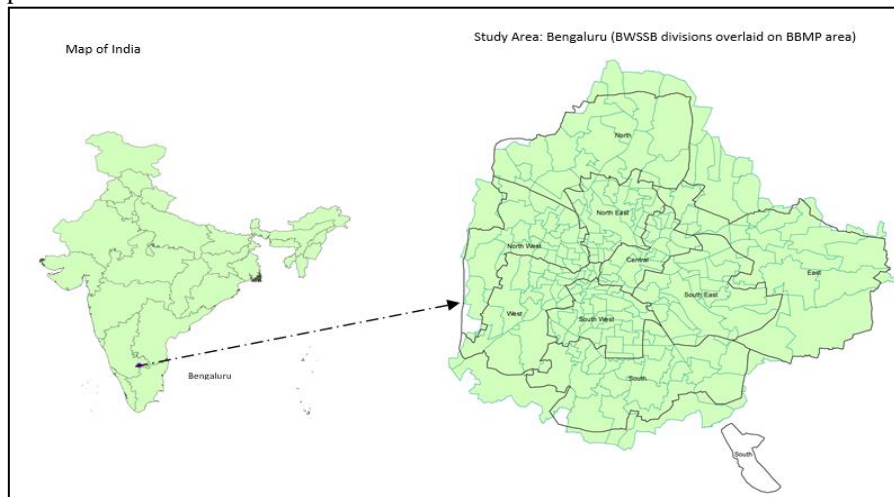 Map of India
Study Area: Bengaluru (BWSSB divisions overlaid on BBMP area)
North
North East
North West
Central
East
South East
West
South West
South
Bengaluru
South